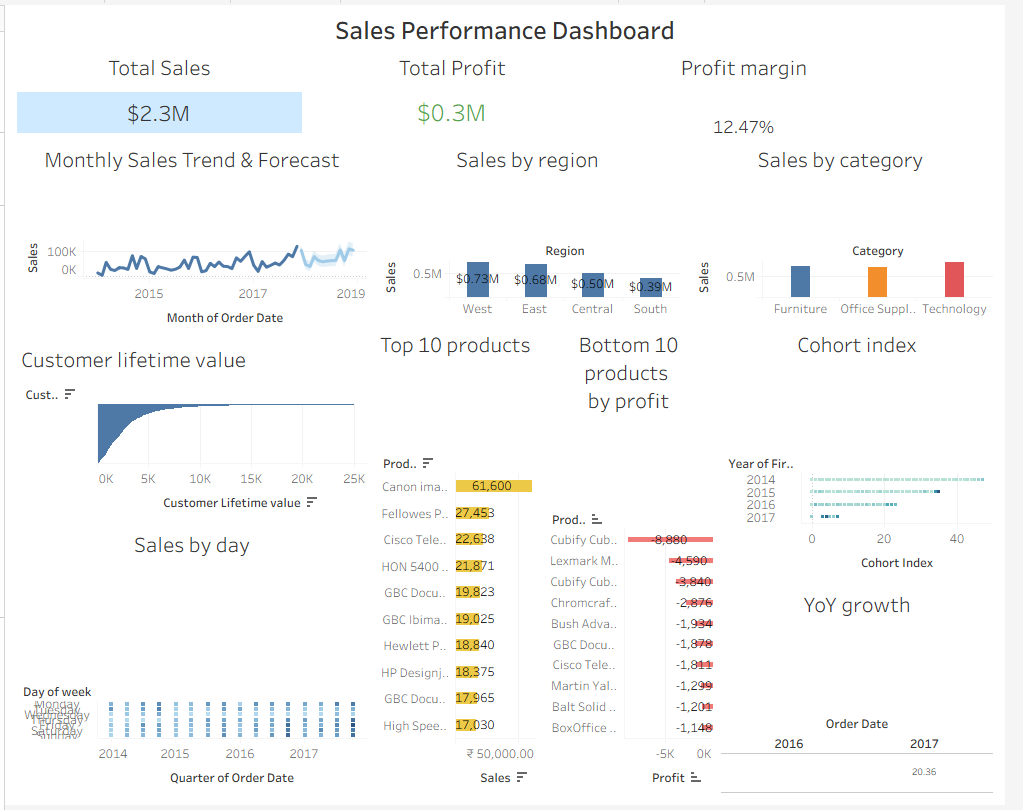 Sales Performance Dashboard
Total Sales
Total Profit
Profit margin
$2.3M
$0.3M
12.47%
Monthly Sales Trend & Forecast
Sales by region
Sales by category
Sales
100K
0K
2015
2017
2019
Month of Order Date
Region
Sales
0.5M
$0.73M
$0.68M
$0.50M
$0.39M
West
East
Central
South
Category
Sales
0.5M
Furniture
Office Suppl..
Technology
Customer lifetime value
Cust..
0K
5K
10K
15K
20K
25K
Customer Lifetime value
Top 10 products
Prod..
Canon ima..
61,600
Fellowes P..
27,453
Cisco Tele..
22,638
HON 5400 ..
21,871
GBC Docu..
19,823
GBC Ibima..
19,025
Hewlett P..
18,840
HP Designj..
18,375
GBC Docu..
17,965
High Spee..
17,030
₹ 50,000.00
Sales
Bottom 10
products
by profit
Prod..
Cubify Cub..
-8,880
Lexmark M..
-4,590
Cubify Cub..
-3,840
Chromcraf..
-2,876
Bush Adva..
-1,934
GBC Docu..
-1,878
Cisco Tele..
-1,811
Martin Yal..
-1,299
Balt Solid ..
-1,201
BoxOffice ..
-1,148
-5K
0K
Profit
Cohort index
Year of Fir..
2014
2015
2016
2017
0
20
40
Cohort Index
Sales by day
Day of week
Monday
Tuesday
Wednesday
Thursday
Friday
Saturday
Sunday
2014
2015
2016
2017
Quarter of Order Date
YoY growth
Order Date
2016
2017
20.36